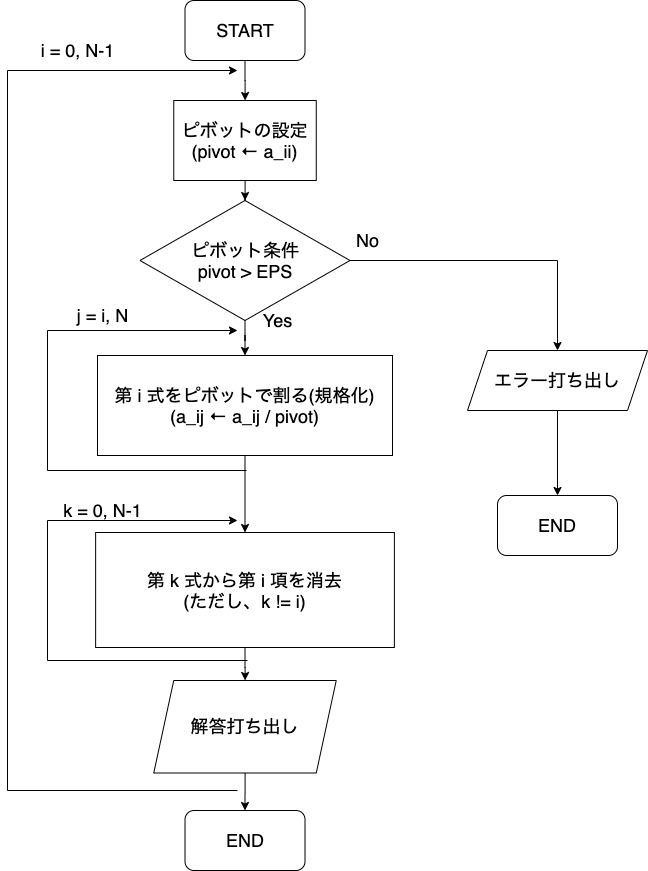 START
i = 0, N-1
ピボットの設定
(pivot ← a_ii)
ピボット条件
pivot > EPS
No
Yes
j = i, N
第 i 式をピボットで割る(規格化)
(a_ij ← a_ij / pivot)
エラー打ち出し
END
k = 0, N-1
第 k 式から第 i 項を消去
(ただし、k != i)
解答打ち出し
END